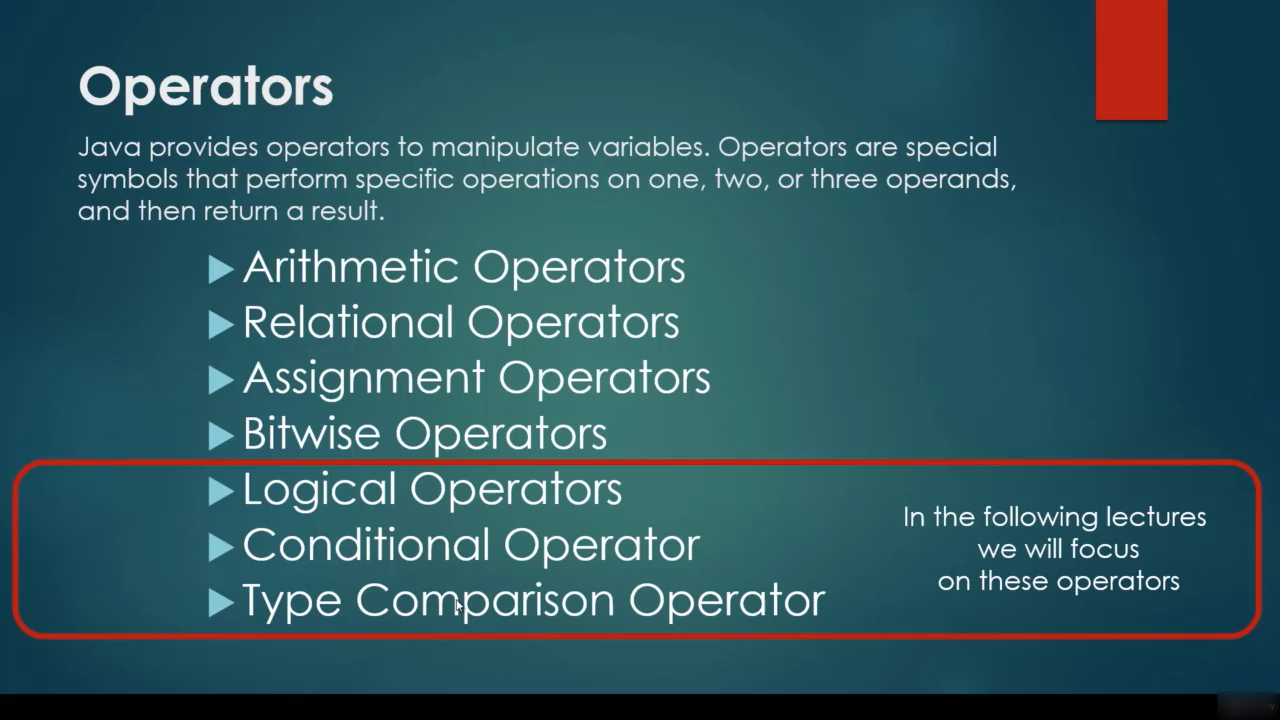 Operators
Java provides operators to manipulate variables. Operators are special
symbols that perform specific operations on one, two, or three operands,
and then return a result.
Arithmetic Operators
Relational Operators
Assignment Operators
Bitwise Operators
Logical Operators
Conditional Operator
Type Comparison Operator
In the following lectures
we will focus
on these operators